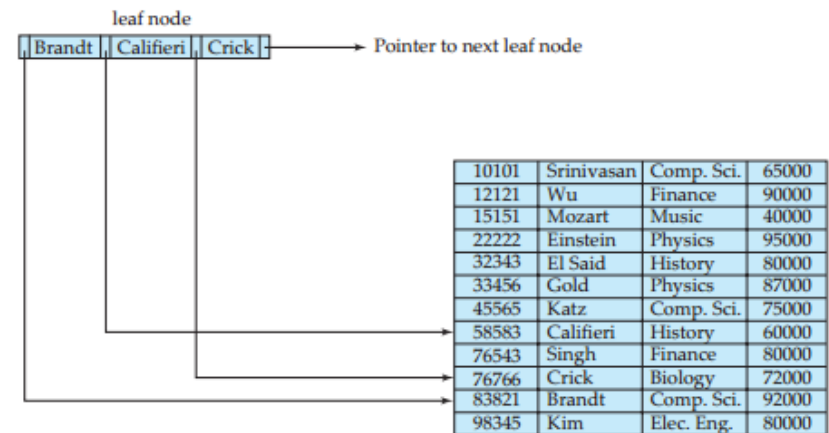 leaf node
Brandt Califieri Crick Pointer to next leaf node
10101 Srinivasan Comp. Sci. 65000
12121 Wu Finance 90000
15151 Mozart Music 40000
22222 Einstein Physics 95000
32343 El Said History 80000
33456 Gold Physics 87000
45565 Katz Comp. Sci. 75000
58583 Califieri History 60000
76543 Singh Finance 80000
76766 Crick Biology 72000
83821 Brandt Comp. Sci. 92000
98345 Kim Elec. Eng. 80000